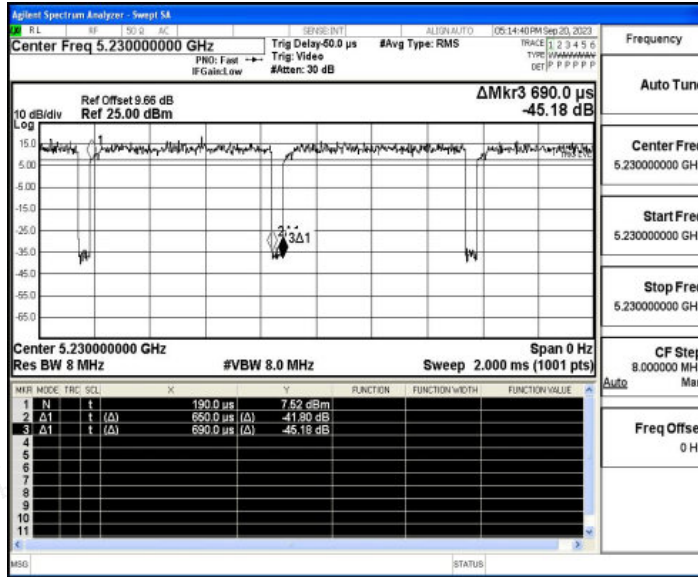 Agilent Spectrum Analyzer - Swept SA
RL RF 50 Ω AC SENSE:INT ALIGN AUTO 05:14:40 PM Sep 20, 2023
Center Freq 5.230000000 GHz
PNO: Fast
IFGain:Low
Trig Delay-50.0 µs
Trig: Video
#Atten: 30 dB
#Avg Type: RMS
TRACE 1 2 3 4 5 6
TYPE
DET P P P P P P
Ref Offset 9.66 dB
10 dB/div Ref 25.00 dBm
ΔMkr3 690.0 µs
-45.18 dB
Log
15.0
5.00
-5.00
-15.0
-25.0
-35.0
-45.0
-55.0
-65.0
1
3Δ1
Center 5.230000000 GHz Span 0 Hz
Res BW 8 MHz #VBW 8.0 MHz Sweep 2.000 ms (1001 pts)
MKR MODE TRC SCL X Y FUNCTION FUNCTION WIDTH FUNCTION VALUE
1 N t 190.0 µs 7.52 dBm
2 Δ1 t (Δ) 650.0 µs (Δ) -41.80 dB
3 Δ1 t (Δ) 690.0 µs (Δ) -45.18 dB
4
5
6
7
8
9
10
11
MSG STATUS
Frequency
Auto Tun
Center Fre
5.230000000 GH
Start Fre
5.230000000 GH
Stop Fre
5.230000000 GH
CF Step
8.000000 MH
Auto Ma
Freq Offse
0 H